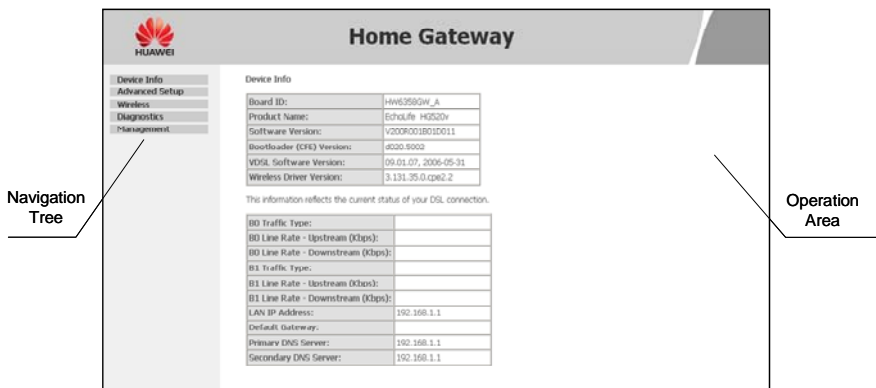 HUAWEI
Home Gateway
Device Info
Advanced Setup
Wireless
Diagnostics
Management
Navigation
Tree
Device Info
Board ID: HW6358GW_A
Product Name: EchoLife HG520v
Software Version: V200R001B01D011
Bootloader (CFE) Version: d020.5002
VDSL Software Version: 09.01.07, 2006-05-31
Wireless Driver Version: 3.131.35.0.cpe2.2
This information reflects the current status of your DSL connection.
B0 Traffic Type:
B0 Line Rate - Upstream (Kbps):
B0 Line Rate - Downstream (Kbps):
B1 Traffic Type:
B1 Line Rate - Upstream (Kbps):
B1 Line Rate - Downstream (Kbps):
LAN IP Address: 192.168.1.1
Default Gateway:
Primary DNS Server: 192.168.1.1
Secondary DNS Server: 192.168.1.1
Operation
Area